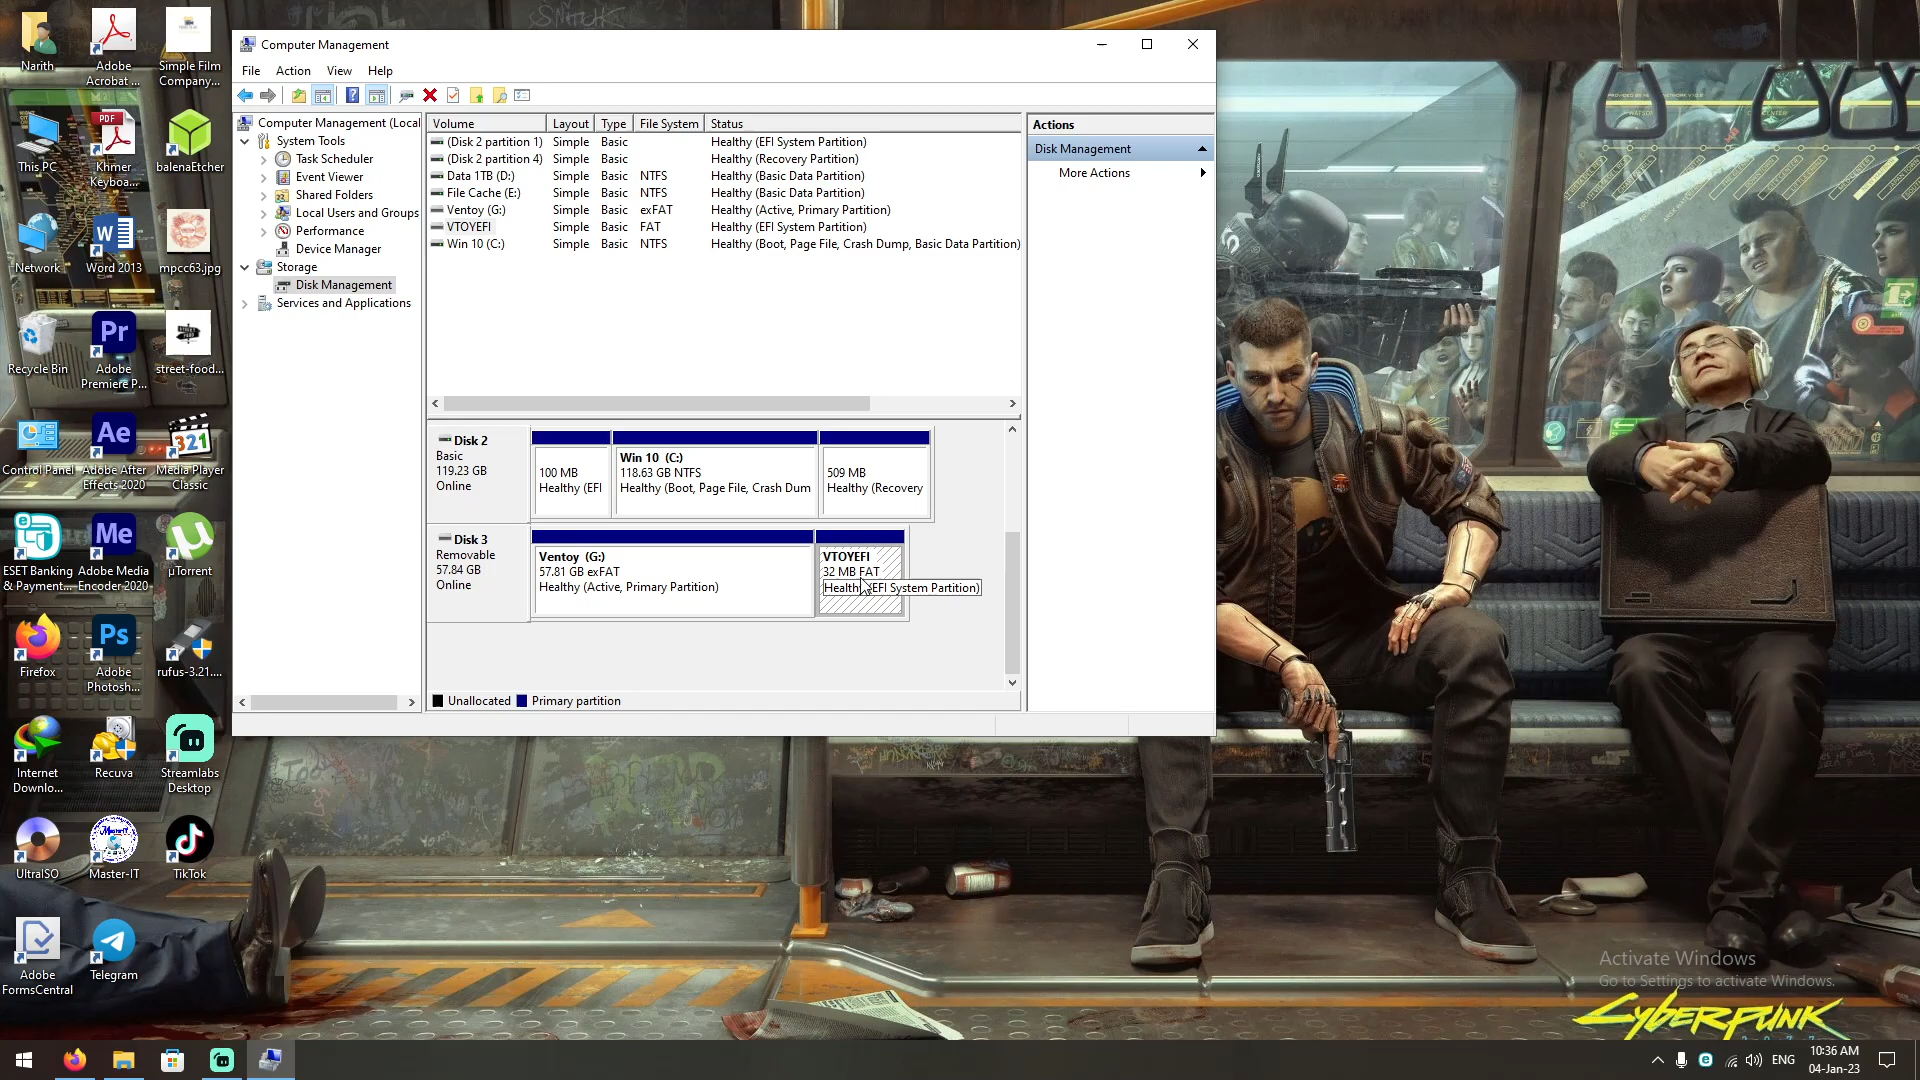 Narith
Adobe
Acrobat ...
Simple Film
Company...
This PC
Khmer
Keyboa...
balenaEtcher
Network
Word 2013
mpcc63.jpg
Recycle Bin
Adobe
Premiere P...
street-food...
Control Panel
Adobe After
Effects 2020
Media Player
Classic
ESET Banking
& Payment...
Adobe Media
Encoder 2020
µTorrent
Firefox
Adobe
Photosh...
rufus-3.21....
Internet
Downlo...
Recuva
Streamlabs
Desktop
UltraISO
Master-IT
TikTok
Adobe
FormsCentral
Telegram
Computer Management
File Action View Help
Computer Management (Local
System Tools
Task Scheduler
Event Viewer
Shared Folders
Local Users and Groups
Performance
Device Manager
Storage
Disk Management
Services and Applications
Volume Layout Type File System Status
(Disk 2 partition 1) Simple Basic Healthy (EFI System Partition)
(Disk 2 partition 4) Simple Basic Healthy (Recovery Partition)
Data 1TB (D:) Simple Basic NTFS Healthy (Basic Data Partition)
File Cache (E:) Simple Basic NTFS Healthy (Basic Data Partition)
Ventoy (G:) Simple Basic exFAT Healthy (Active, Primary Partition)
VTOYEFI Simple Basic FAT Healthy (EFI System Partition)
Win 10 (C:) Simple Basic NTFS Healthy (Boot, Page File, Crash Dump, Basic Data Partition)
Disk 2
Basic
119.23 GB
Online
100 MB
Healthy (EFI
Win 10 (C:)
118.63 GB NTFS
Healthy (Boot, Page File, Crash Dum
509 MB
Healthy (Recovery
Disk 3
Removable
57.84 GB
Online
Ventoy (G:)
57.81 GB exFAT
Healthy (Active, Primary Partition)
VTOYEFI
32 MB FAT
Healthy (EFI System Partition)
Unallocated Primary partition
Actions
Disk Management
More Actions
Activate Windows
Go to Settings to activate Windows.
Cyberpunk
ENG
10:36 AM
04-Jan-23